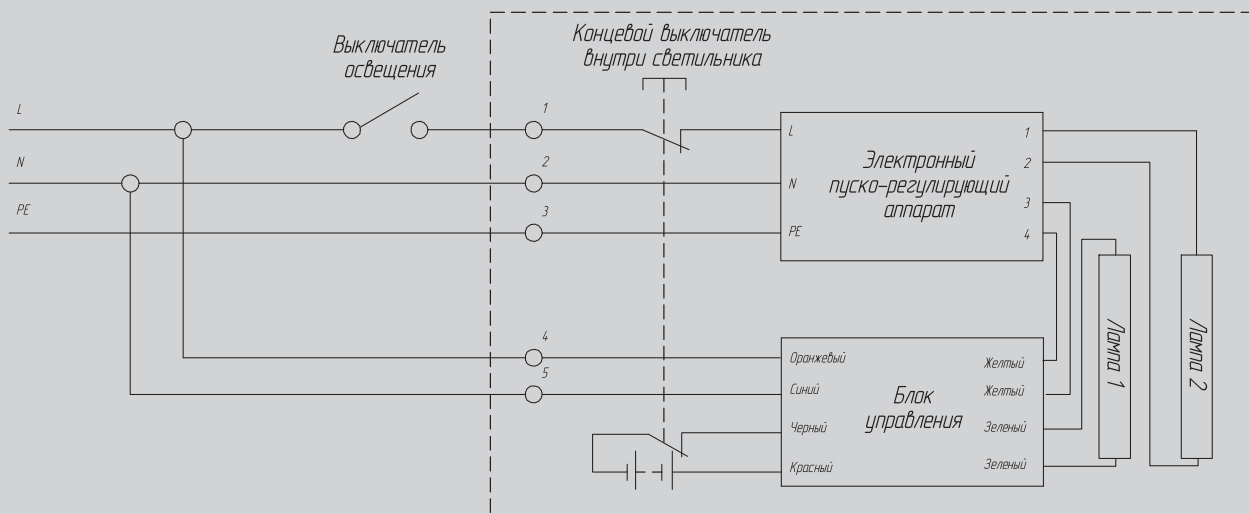 Выключатель
освещения
Концевой выключатель
внутри светильника
L
N
PE
1
2
3
4
5
L
N
PE
Электронный
пуско-регулирующий
аппарат
1
2
3
4
Оранжевый
Синий
Черный
Красный
Блок
управления
Желтый
Желтый
Зеленый
Зеленый
Лампа 1
Лампа 2